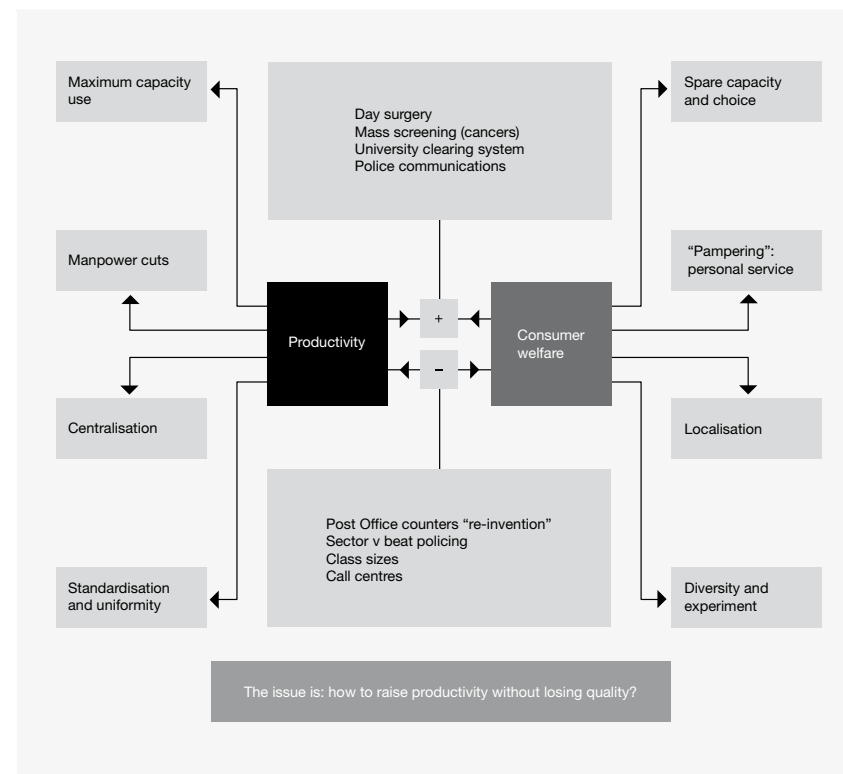 Maximum capacity
use
Day surgery
Mass screening (cancers)
University clearing system
Police communications
Spare capacity
and choice
Manpower cuts
“Pampering”:
personal service
Productivity
+
–
Consumer
welfare
Centralisation
Localisation
Post Office counters “re-invention”
Sector v beat policing
Class sizes
Call centres
Standardisation
and uniformity
Diversity and
experiment
The issue is: how to raise productivity without losing quality?